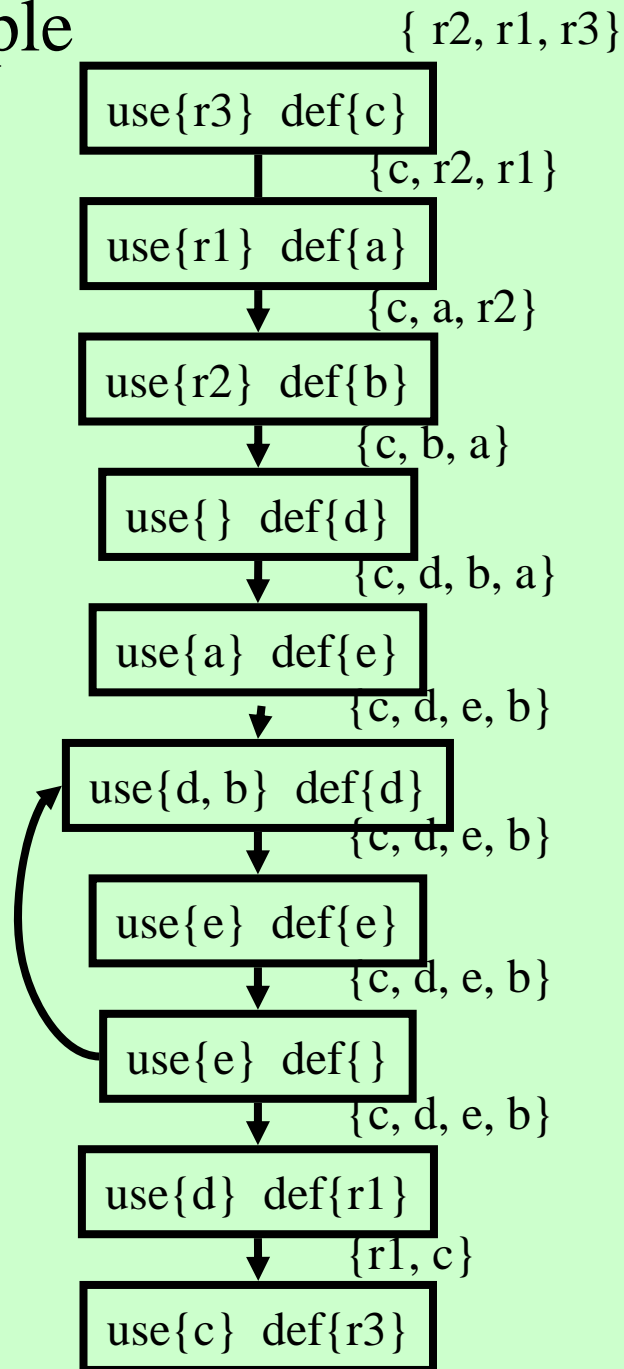 { r2, r1, r3}
use{r3} def{c}
{c, r2, r1}
use{r1} def{a}
{c, a, r2}
use{r2} def{b}
{c, b, a}
use{} def{d}
{c, d, b, a}
use{a} def{e}
{c, d, e, b}
use{d, b} def{d}
{c, d, e, b}
use{e} def{e}
{c, d, e, b}
use{e} def{}
{c, d, e, b}
use{d} def{r1}
{r1, c}
use{c} def{r3}